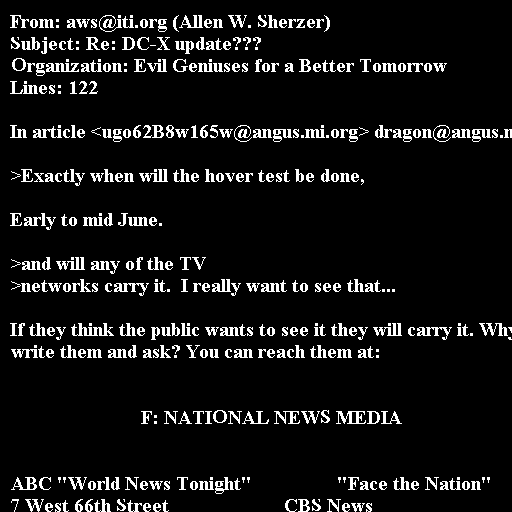 From: aws@iti.org (Allen W. Sherzer)
Subject: Re: DC-X update???
Organization: Evil Geniuses for a Better Tomorrow
Lines: 122
In article <ugo62B8w165w@angus.mi.org> dragon@angus.m
>Exactly when will the hover test be done,
Early to mid June.
>and will any of the TV
>networks carry it.  I really want to see that...
If they think the public wants to see it they will carry it. Why
write them and ask? You can reach them at:
F: NATIONAL NEWS MEDIA
ABC "World News Tonight" "Face the Nation"
7 West 66th Street CBS News